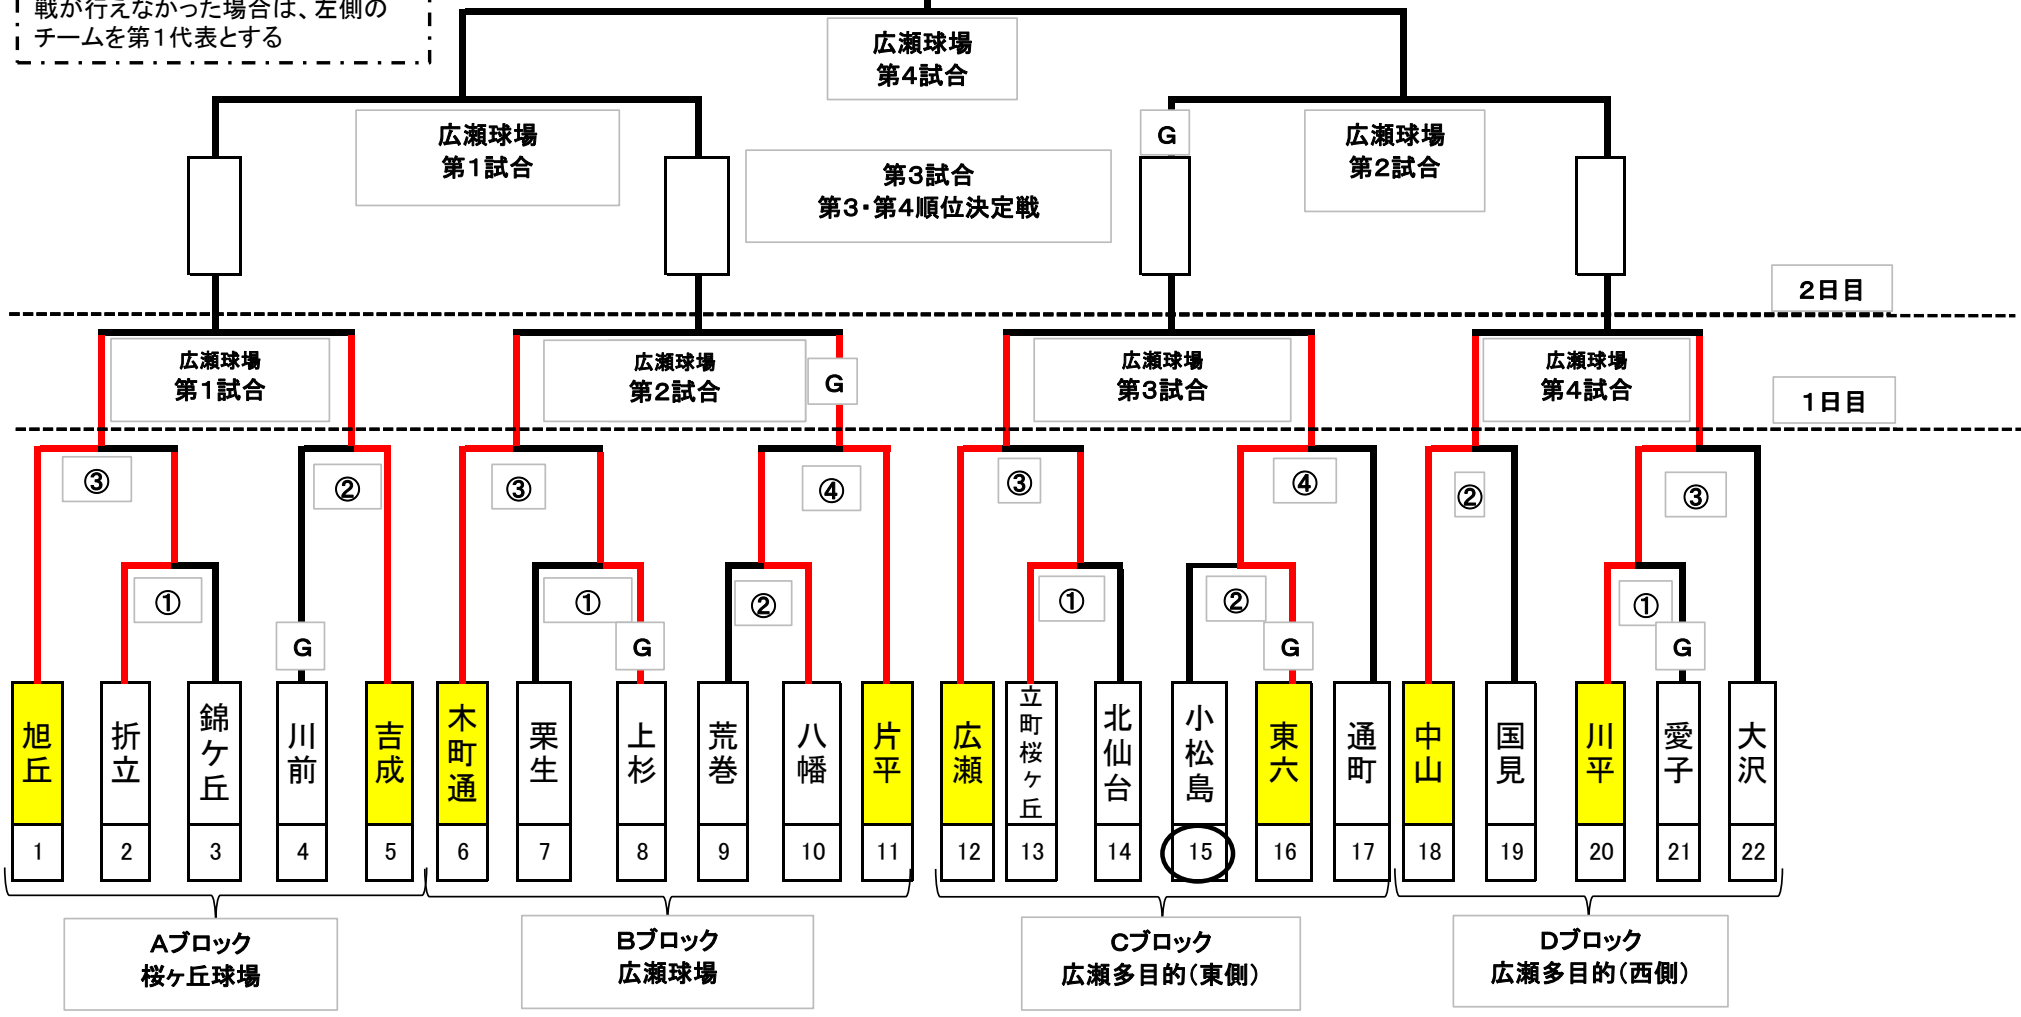 戦が行えなかった場合は、左側の
チームを第1代表とする
広瀬球場
第4試合
広瀬球場
第1試合
第3試合
第3・第4順位決定戦
G
広瀬球場
第2試合
2日目
広瀬球場
第1試合
広瀬球場
第2試合
G
広瀬球場
第3試合
広瀬球場
第4試合
1日目
③
②
③
④
③
④
②
③
①
①
②
①
②
①
G
G
G
G
旭丘
折立
錦ケ丘
川前
吉成
木町通
栗生
上杉
荒巻
八幡
片平
広瀬
立町桜ヶ丘
北仙台
小松島
東六
通町
中山
国見
川平
愛子
大沢
1
2
3
4
5
6
7
8
9
10
11
12
13
14
15
16
17
18
19
20
21
22
Aブロック
桜ヶ丘球場
Bブロック
広瀬球場
Cブロック
広瀬多目的(東側)
Dブロック
広瀬多目的(西側)